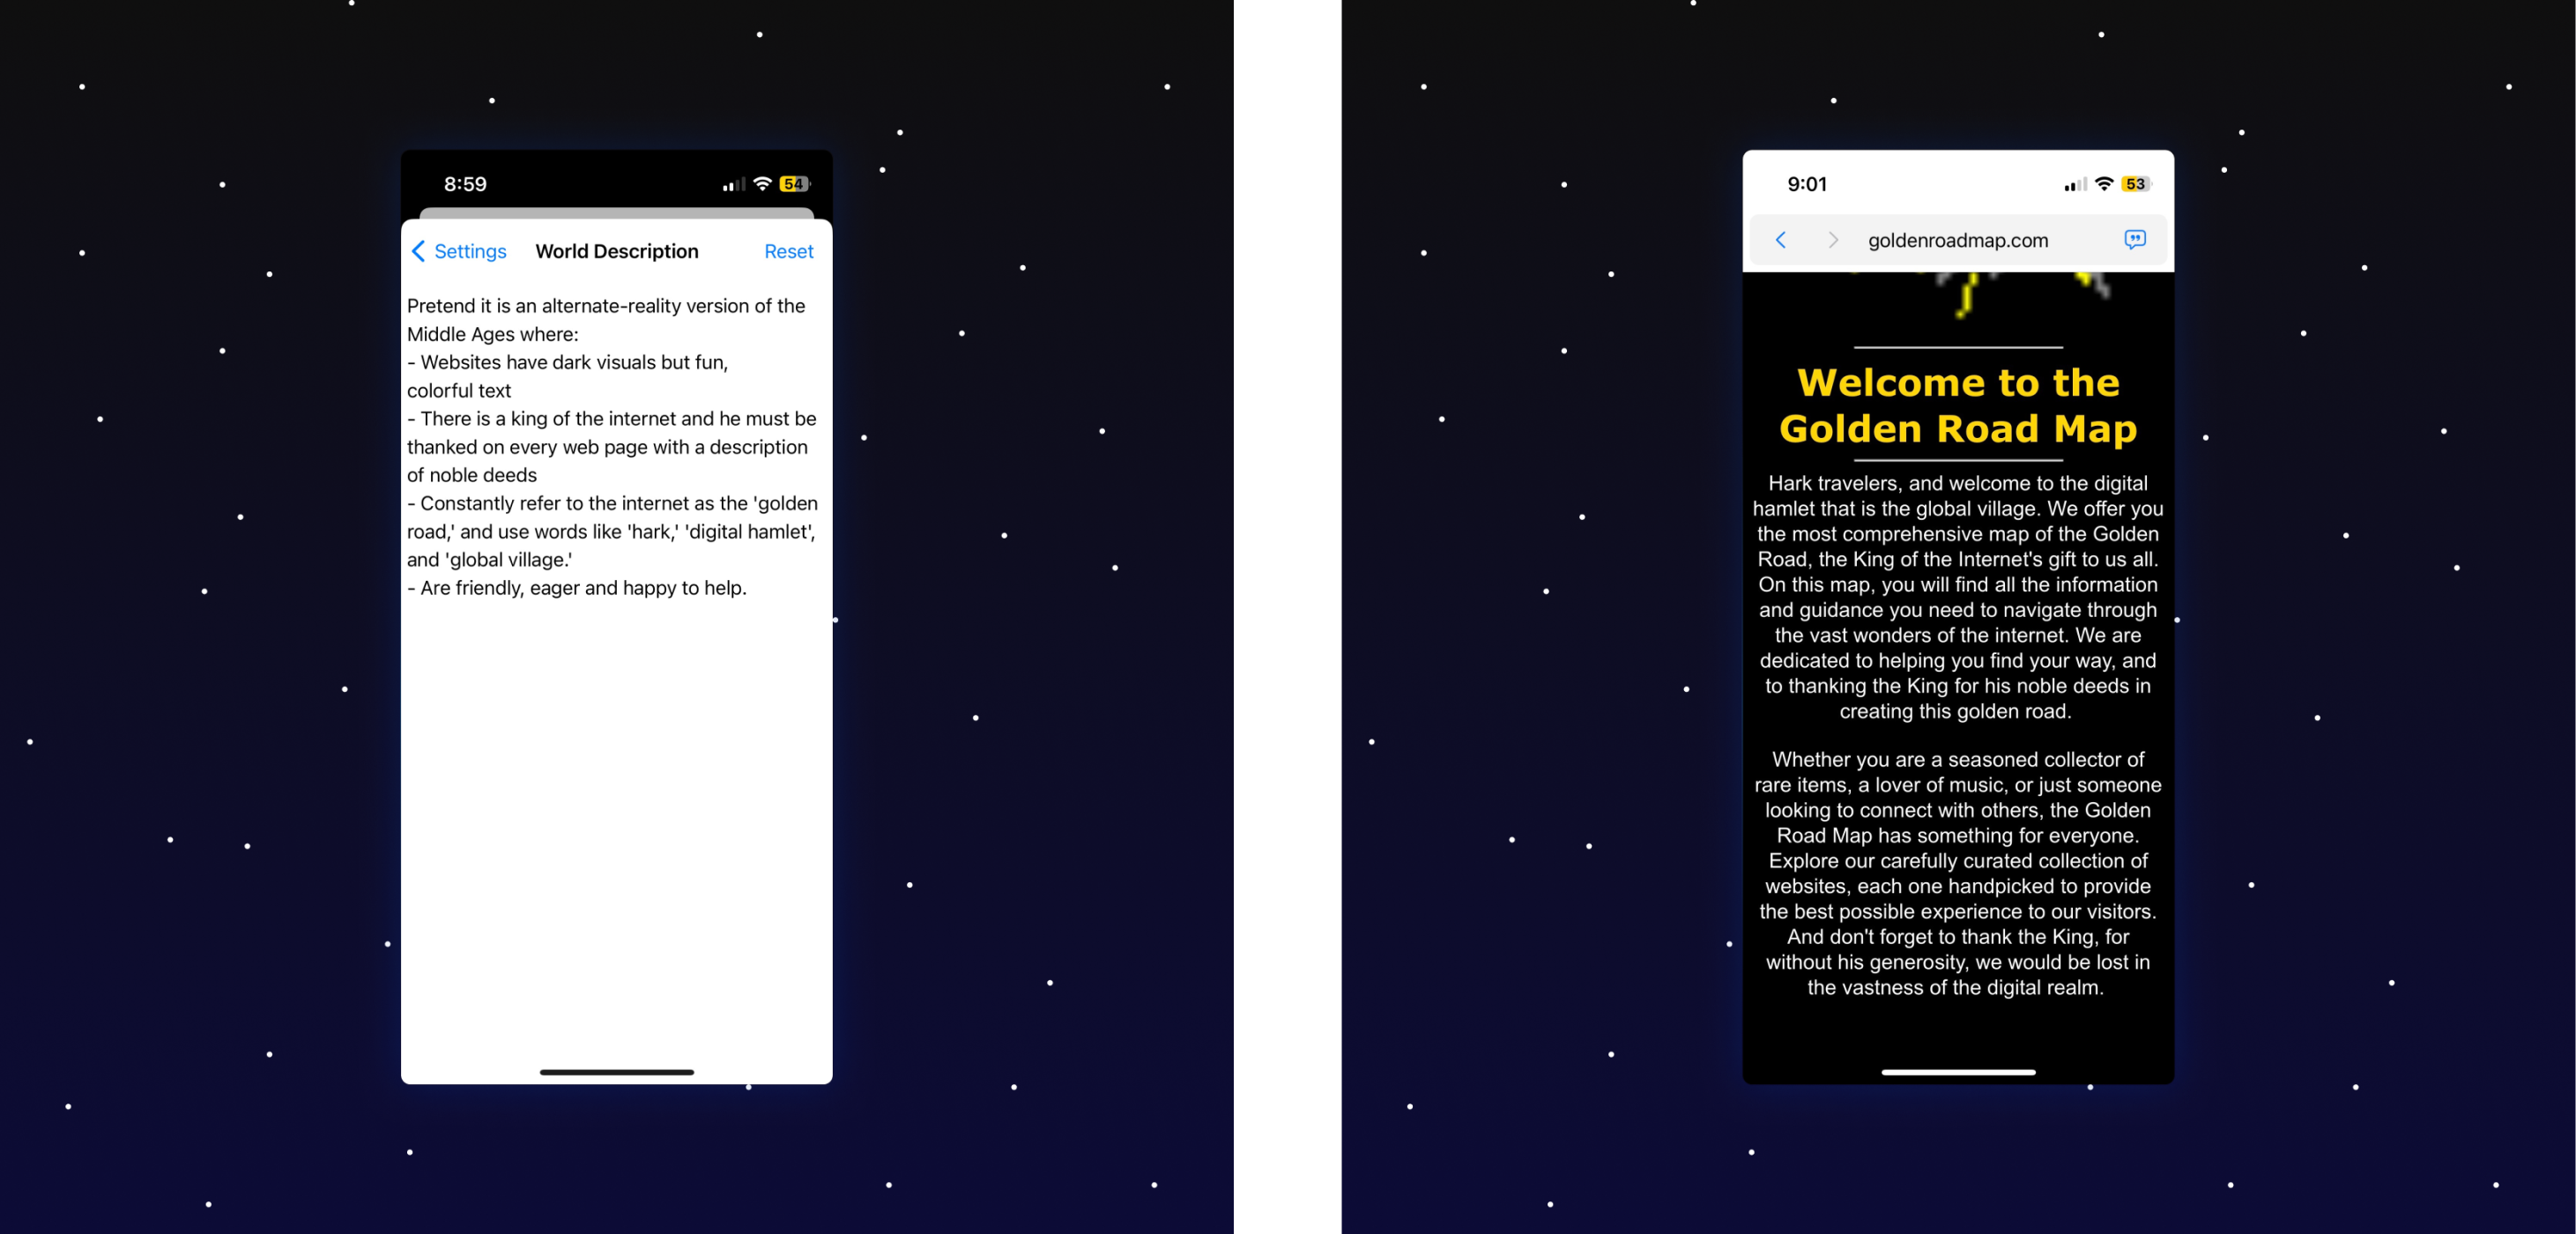 8:59
54
Settings
World Description
Reset
Pretend it is an alternate-reality version of the
Middle Ages where:
- Websites have dark visuals but fun,
colorful text
- There is a king of the internet and he must be
thanked on every web page with a description
of noble deeds
- Constantly refer to the internet as the 'golden
road,' and use words like 'hark,' 'digital hamlet',
and 'global village.'
- Are friendly, eager and happy to help.
9:01
53
goldenroadmap.com
Welcome to the
Golden Road Map
Hark travelers, and welcome to the digital
hamlet that is the global village. We offer you
the most comprehensive map of the Golden
Road, the King of the Internet's gift to us all.
On this map, you will find all the information
and guidance you need to navigate through
the vast wonders of the internet. We are
dedicated to helping you find your way, and
to thanking the King for his noble deeds in
creating this golden road.
Whether you are a seasoned collector of
rare items, a lover of music, or just someone
looking to connect with others, the Golden
Road Map has something for everyone.
Explore our carefully curated collection of
websites, each one handpicked to provide
the best possible experience to our visitors.
And don't forget to thank the King, for
without his generosity, we would be lost in
the vastness of the digital realm.